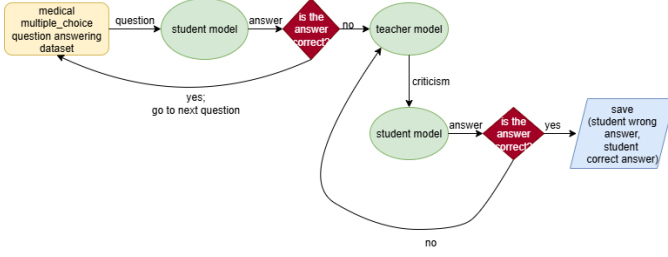 medical
multiple_choice
question answering
dataset
question
student model
answer
is the
answer
correct?
no
teacher model
yes;
go to next question
criticism
student model
answer
is the
answer
correct?
yes
save
(student wrong
answer,
student
correct answer)
no